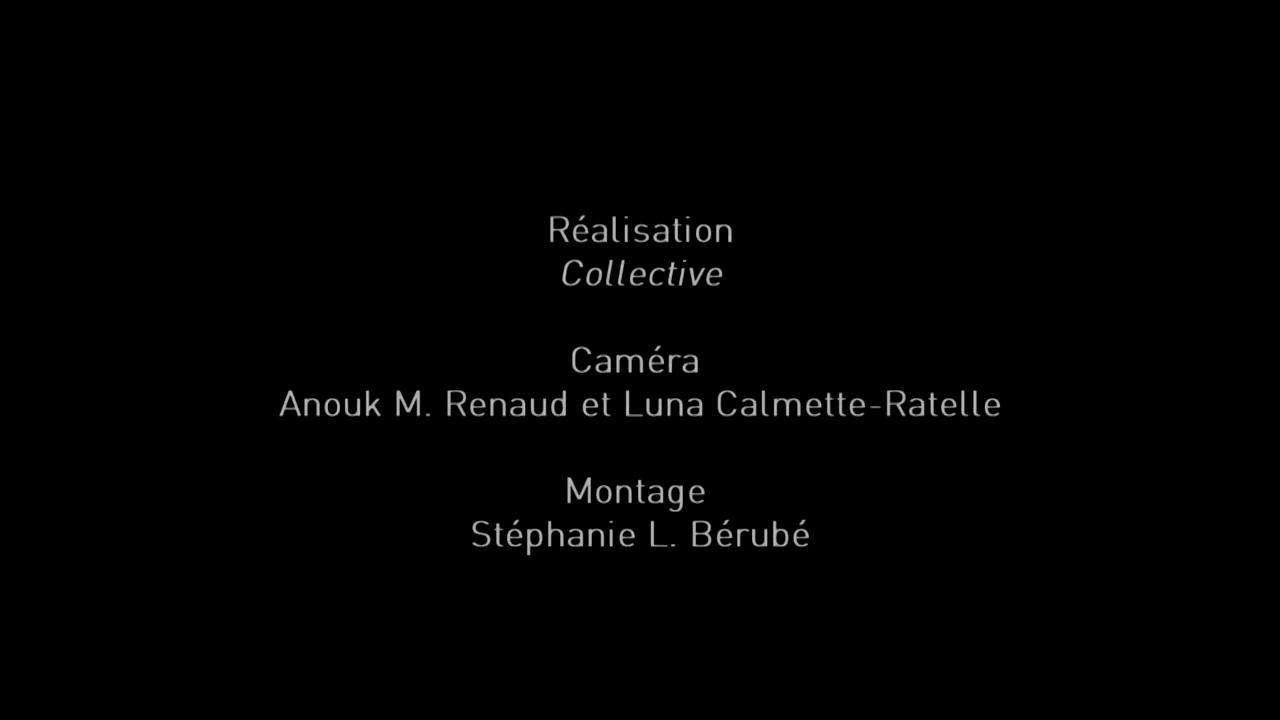 Réalisation
Collective
Caméra
Anouk M. Renaud et Luna Calmette-Ratelle
Montage
Stéphanie L. Bérubé